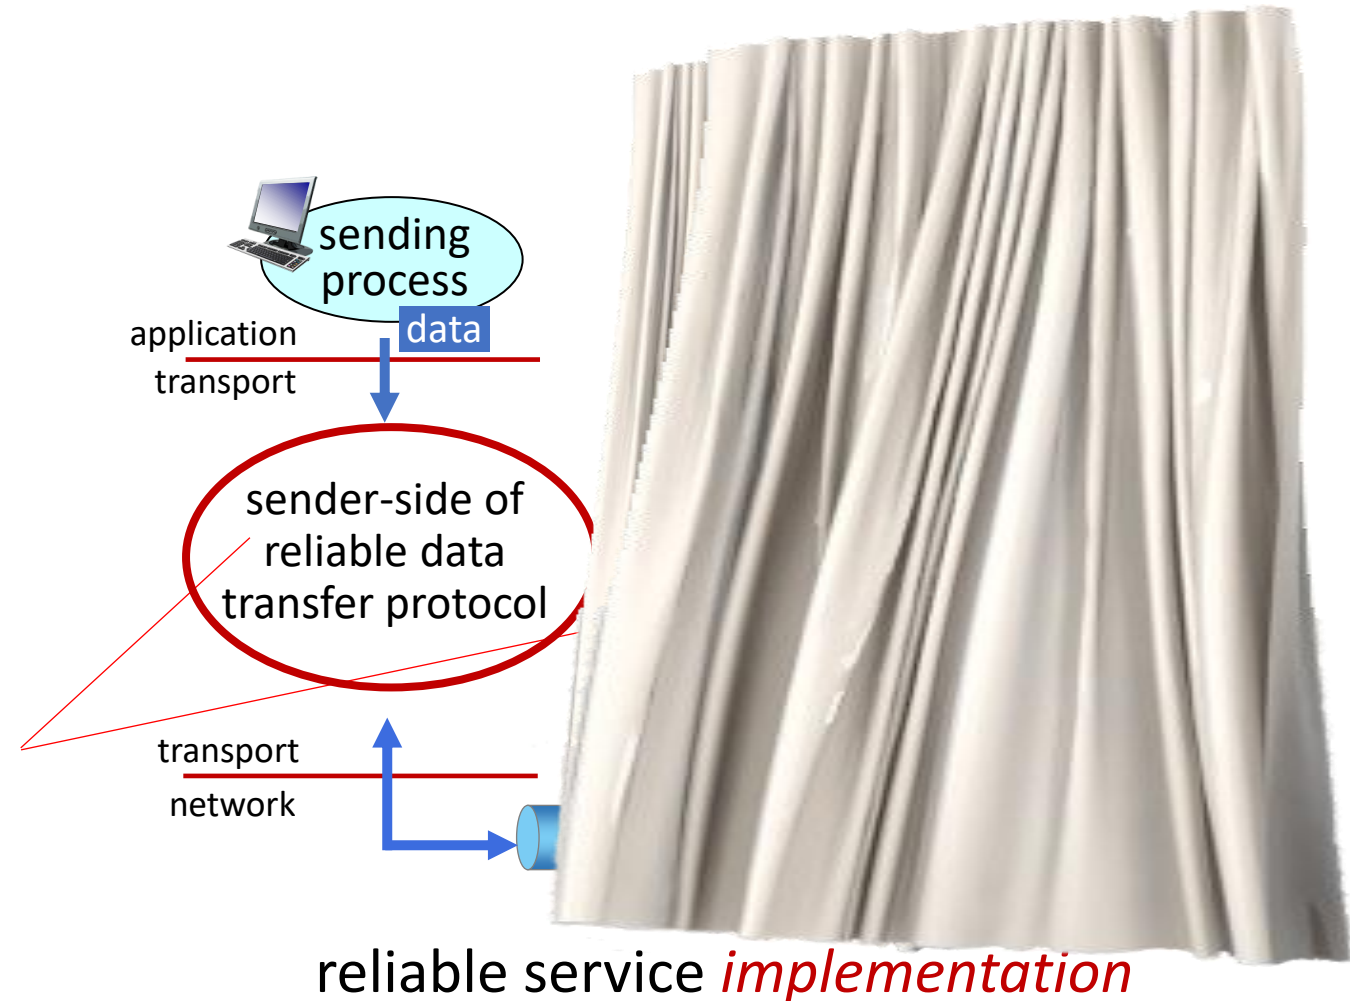 sending
process
data
application
transport
sender-side of
reliable data
transfer protocol
transport
network
reliable service implementation